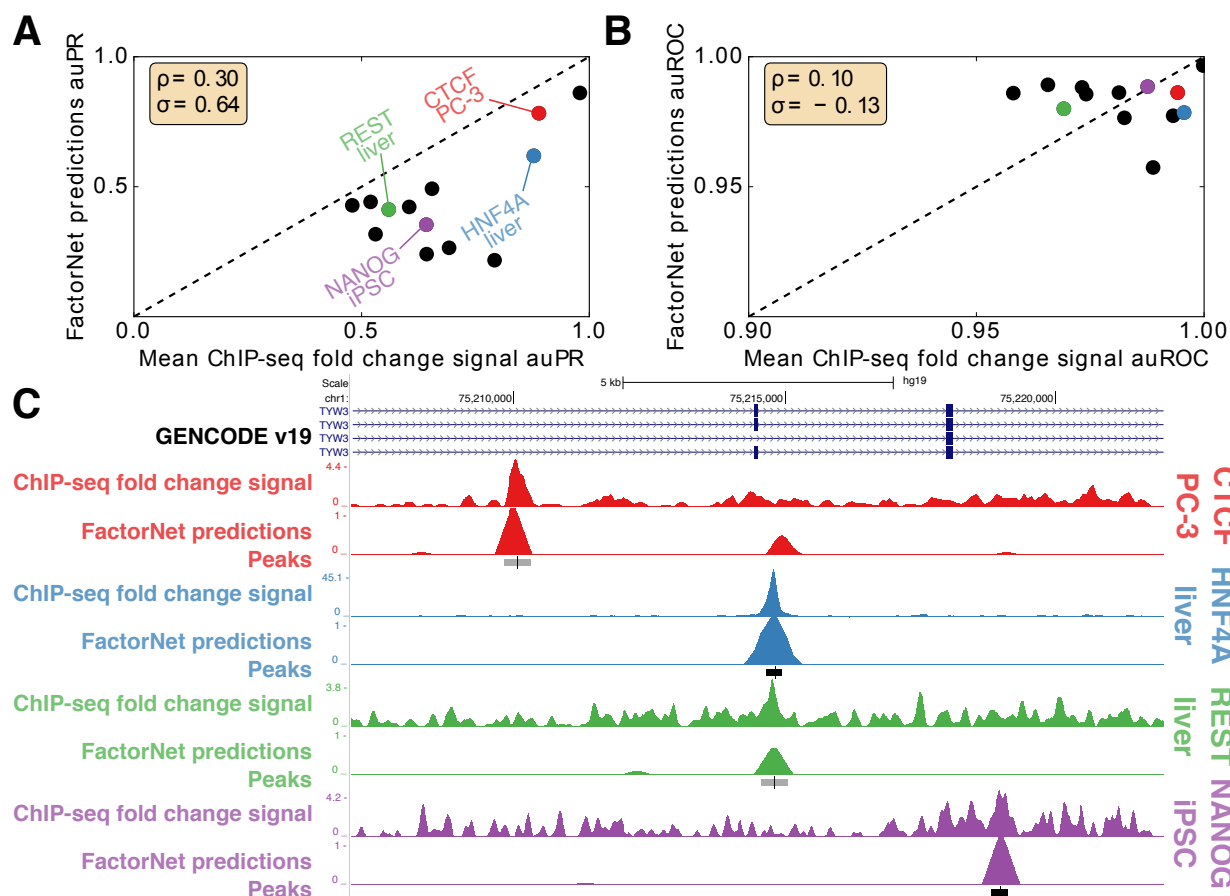 A
FactorNet predictions auPR
1.0
0.5
ρ = 0.30
σ = 0.64
CTCF
PC-3
REST
liver
HNF4A
liver
NANOG
iPSC
0.0
0.5
1.0
Mean ChIP-seq fold change signal auPR
B
FactorNet predictions auROC
1.00
0.95
ρ = 0.10
σ = − 0.13
0.90
0.95
1.00
Mean ChIP-seq fold change signal auROC
C
Scale
5 kb
hg19
chr1:
75,210,000
75,215,000
75,220,000
GENCODE v19
TYW3
TYW3
TYW3
TYW3
ChIP-seq fold change signal
4.4
0
FactorNet predictions
1
0
Peaks
CTCF
PC-3
ChIP-seq fold change signal
45.1
0
FactorNet predictions
1
0
Peaks
HNF4A
liver
ChIP-seq fold change signal
3.8
0
FactorNet predictions
1
0
Peaks
REST
liver
ChIP-seq fold change signal
4.2
0
FactorNet predictions
1
0
Peaks
NANOG
iPSC